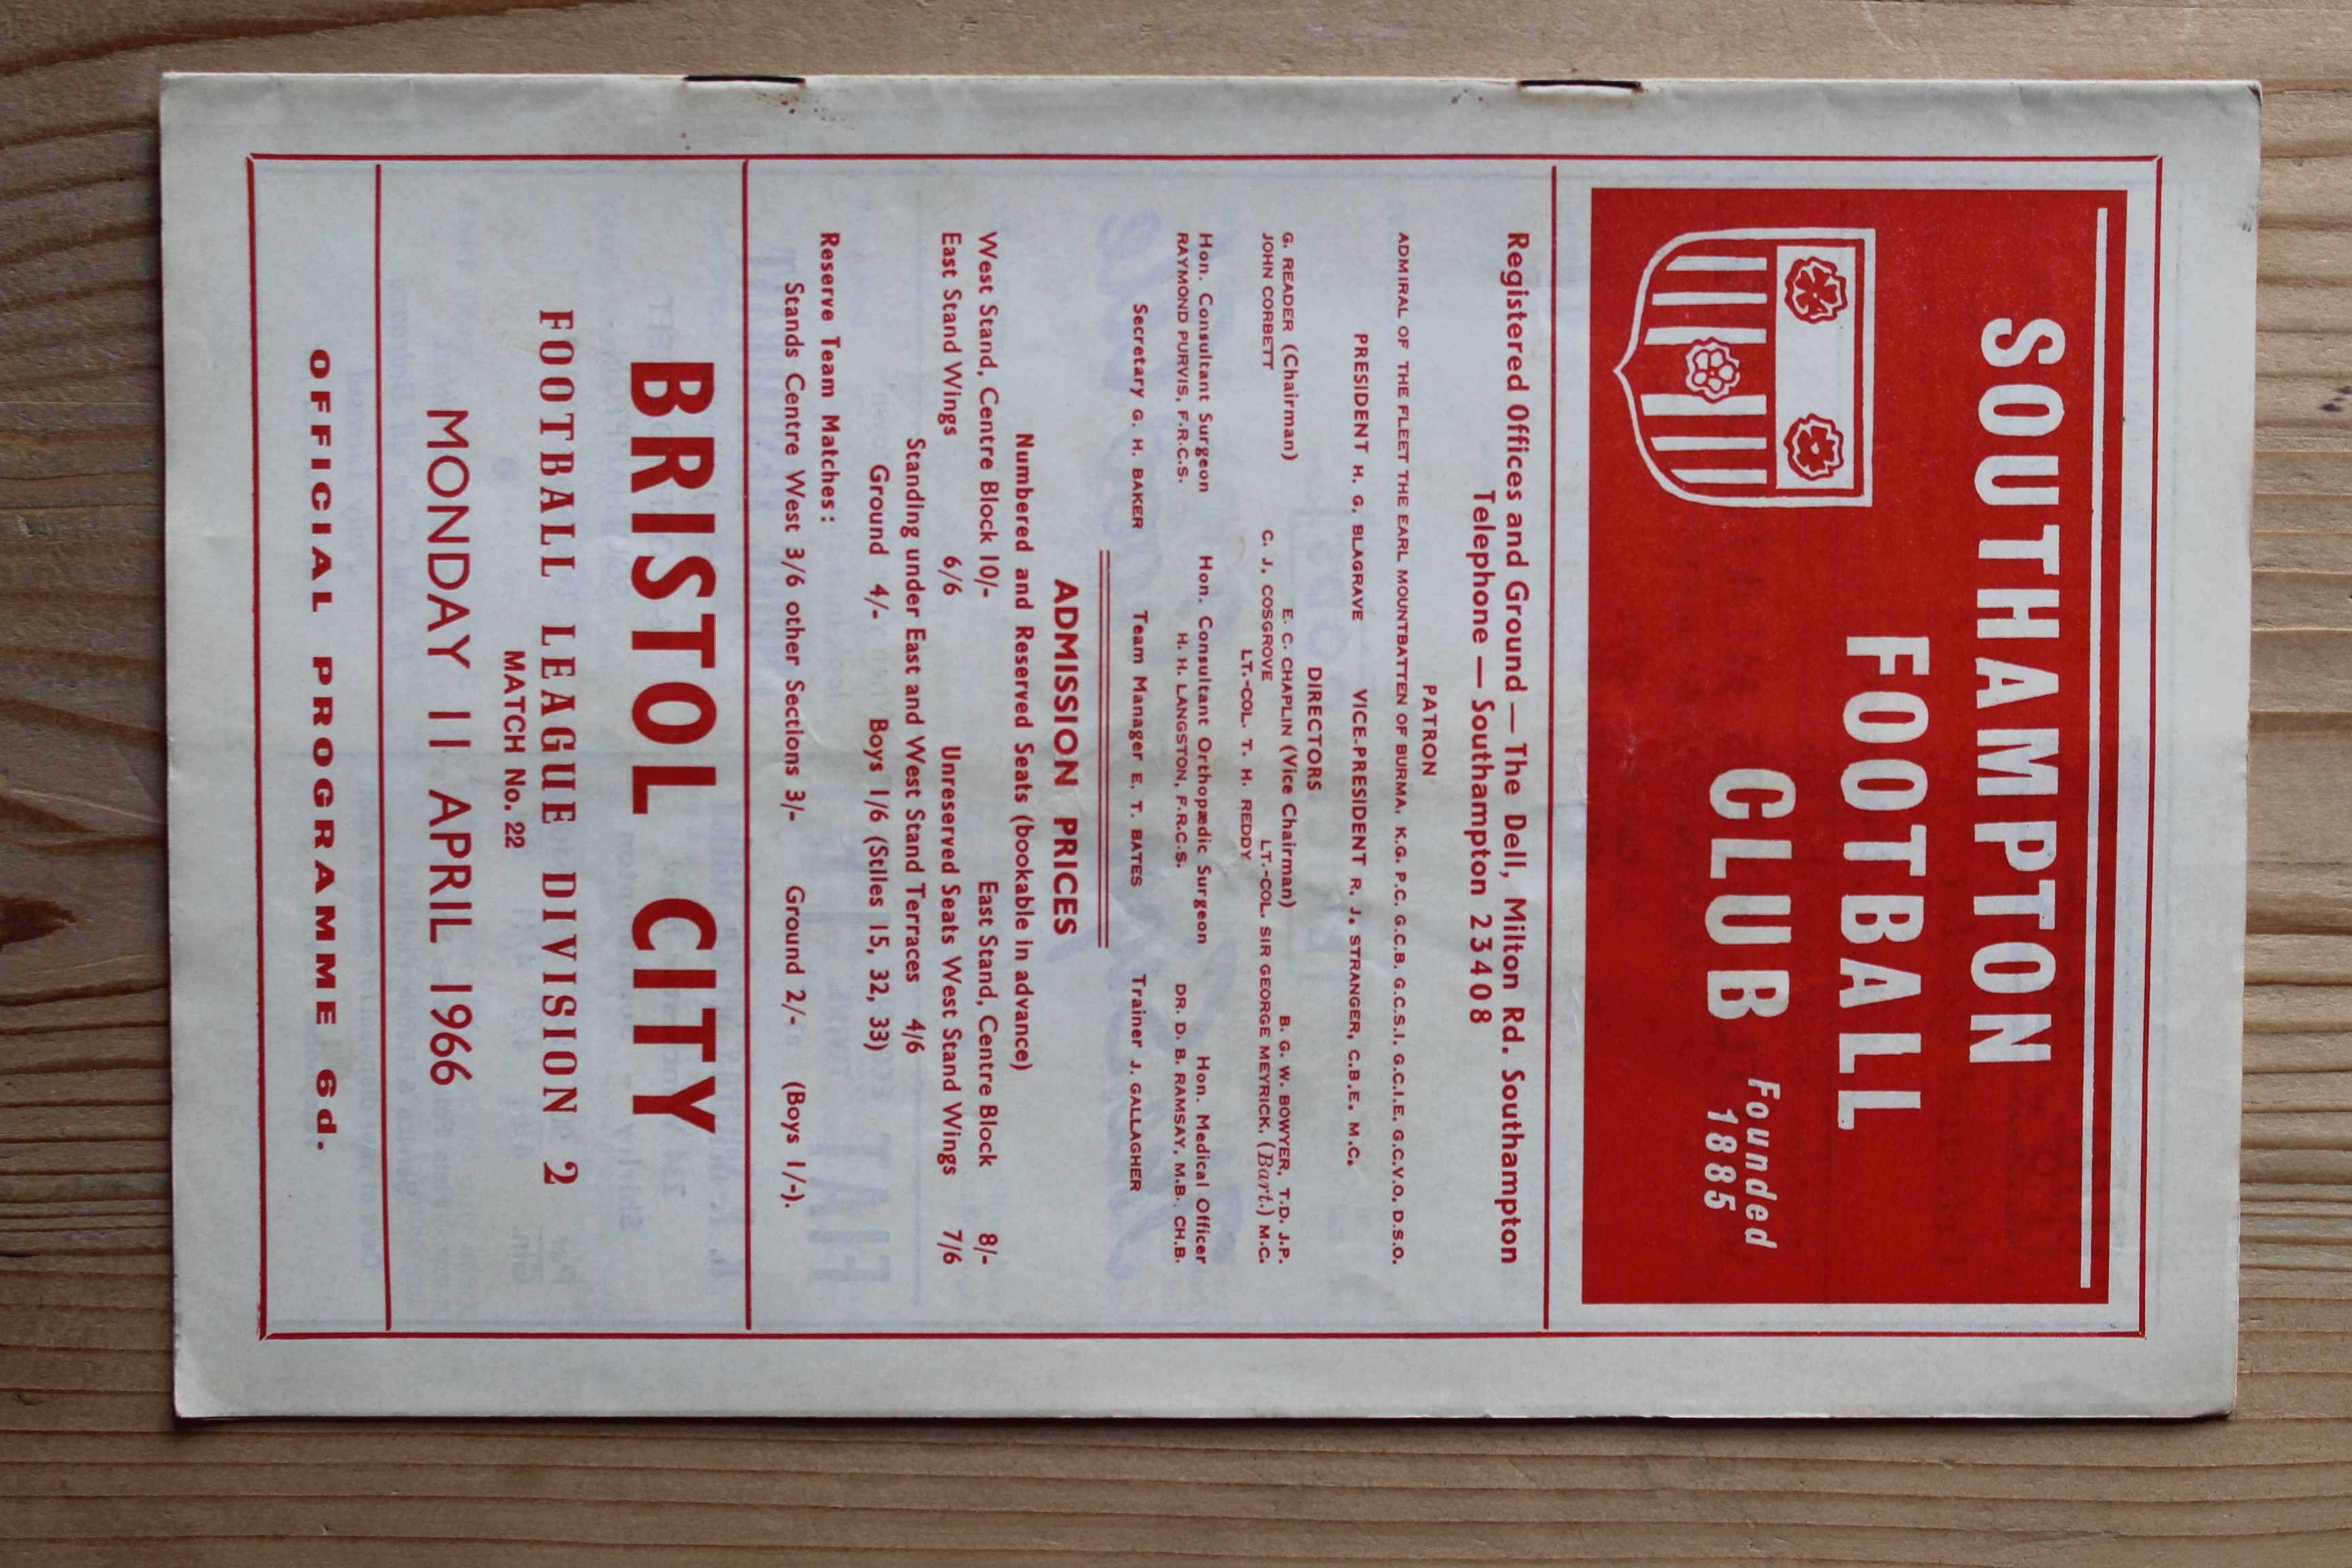 SOUTHAMPTON
FOOTBALL
CLUB Founded 1885
Registered Offices and Ground — The Dell, Milton Rd. Southampton
Telephone — Southampton 23408
PATRON
ADMIRAL OF THE FLEET THE EARL MOUNTBATTEN OF BURMA, K.G. P.C. G.C.B. G.C.S.I. G.C.I.E. G.C.V.O. D.S.O.
PRESIDENT H. G. BLAGRAVE VICE-PRESIDENT R. J. STRANGER, C.B.E. M.C.
DIRECTORS
G. READER (Chairman) E. C. CHAPLIN (Vice Chairman) B. G. W. BOWYER, T.D. J.P.
JOHN CORBETT C. J. COSGROVE LT.-COL. SIR GEORGE MEYRICK, (Bart.) M.C.
LT.-COL. T. H. REDDY
Hon. Consultant Surgeon Hon. Consultant Orthopædic Surgeon Hon. Medical Officer
RAYMOND PURVIS, F.R.C.S. H. H. LANGSTON, F.R.C.S. DR. D. B. RAMSAY, M.B. CH.B.
Secretary G. H. BAKER Team Manager E. T. BATES Trainer J. GALLAGHER
ADMISSION PRICES
Numbered and Reserved Seats (bookable in advance)
West Stand, Centre Block 10/- East Stand, Centre Block 8/-
East Stand Wings 6/6 Unreserved Seats West Stand Wings 7/6
Standing under East and West Stand Terraces 4/6
Ground 4/- Boys 1/6 (Stiles 15, 32, 33)
Reserve Team Matches:
Stands Centre West 3/6 other Sections 3/- Ground 2/- (Boys 1/-).
BRISTOL CITY
FOOTBALL LEAGUE DIVISION 2
MATCH No. 22
MONDAY 11 APRIL 1966
OFFICIAL PROGRAMME 6d.